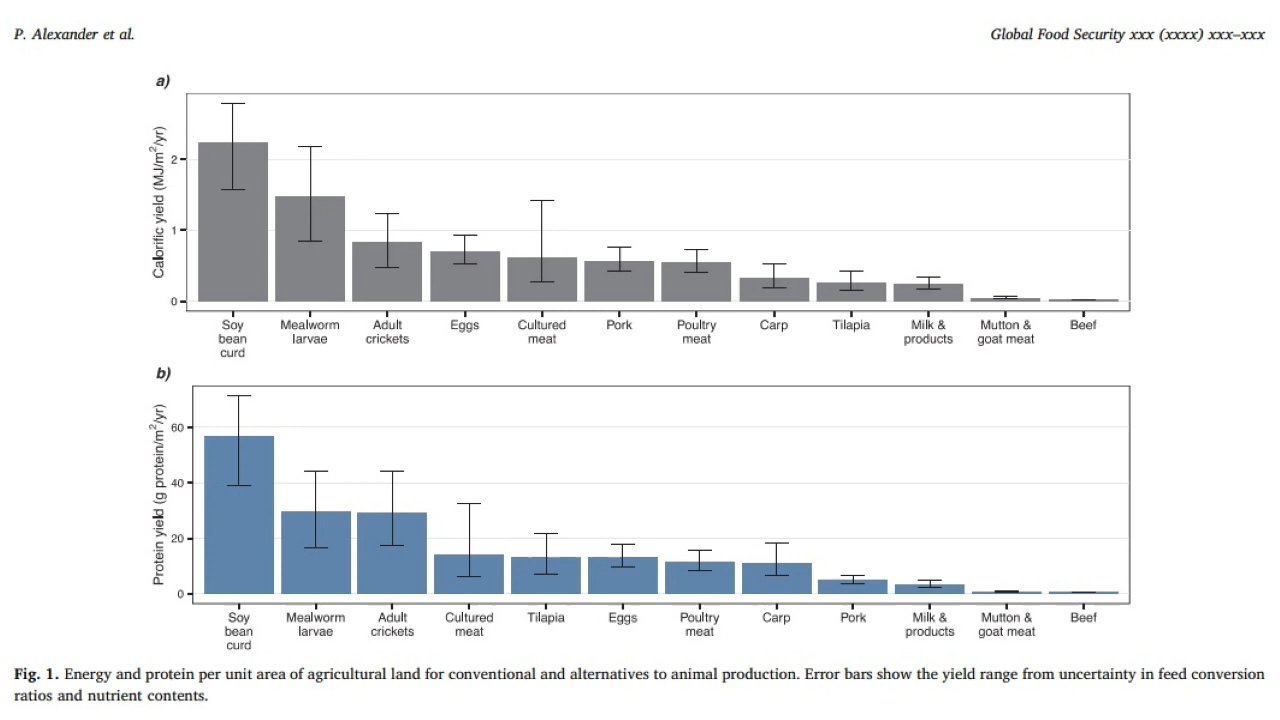 P. Alexander et al.
Global Food Security xxx (xxxx) xxx–xxx
a)
Calorific yield (MJ/m²/yr)
2
1
0
Soy bean curd
Mealworm larvae
Adult crickets
Eggs
Cultured meat
Pork
Poultry meat
Carp
Tilapia
Milk & products
Mutton & goat meat
Beef
b)
Protein yield (g protein/m²/yr)
60
40
20
0
Soy bean curd
Mealworm larvae
Adult crickets
Cultured meat
Tilapia
Eggs
Poultry meat
Carp
Pork
Milk & products
Mutton & goat meat
Beef
Fig. 1. Energy and protein per unit area of agricultural land for conventional and alternatives to animal production. Error bars show the yield range from uncertainty in feed conversion
ratios and nutrient contents.